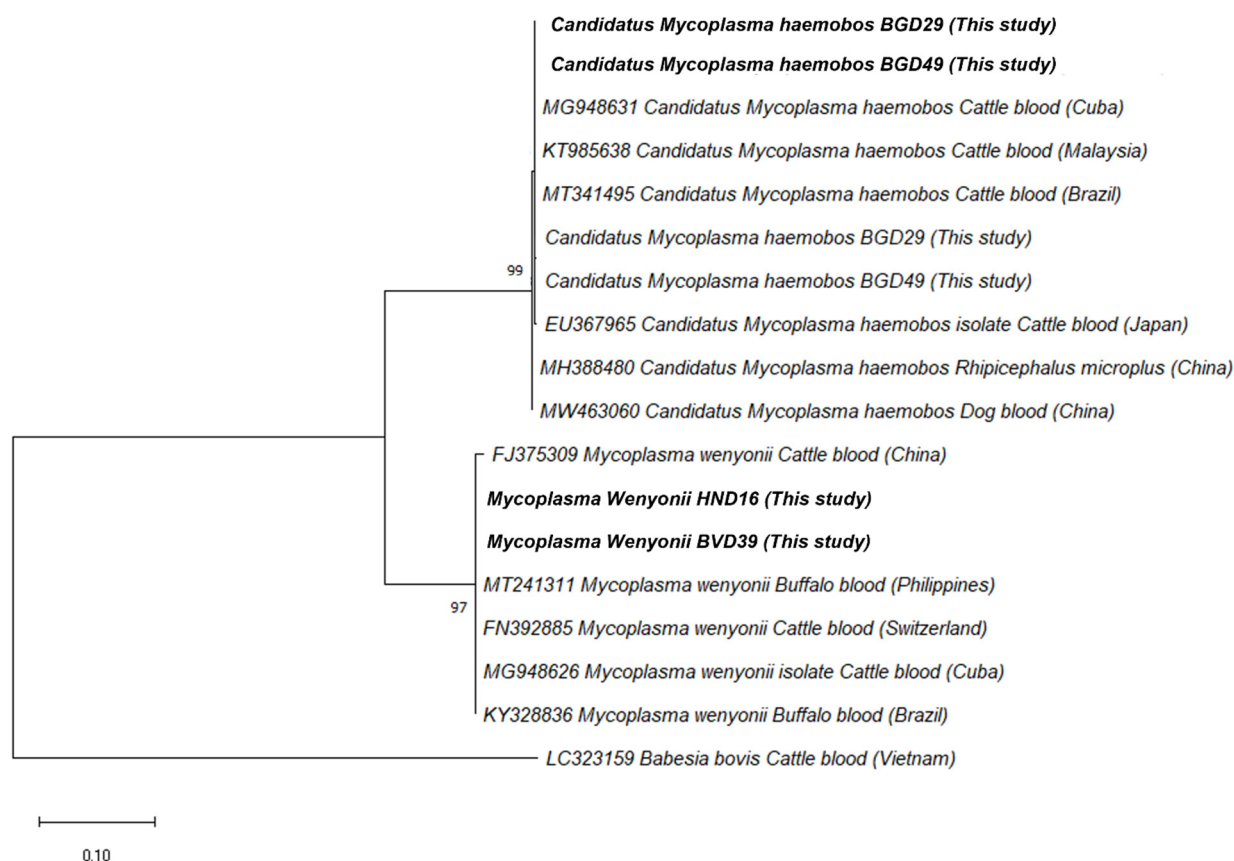 Candidatus Mycoplasma haemobos BGD29 (This study)
Candidatus Mycoplasma haemobos BGD49 (This study)
MG948631 Candidatus Mycoplasma haemobos Cattle blood (Cuba)
KT985638 Candidatus Mycoplasma haemobos Cattle blood (Malaysia)
MT341495 Candidatus Mycoplasma haemobos Cattle blood (Brazil)
Candidatus Mycoplasma haemobos BGD29 (This study)
99
Candidatus Mycoplasma haemobos BGD49 (This study)
EU367965 Candidatus Mycoplasma haemobos isolate Cattle blood (Japan)
MH388480 Candidatus Mycoplasma haemobos Rhipicephalus microplus (China)
MW463060 Candidatus Mycoplasma haemobos Dog blood (China)
FJ375309 Mycoplasma wenyonii Cattle blood (China)
Mycoplasma Wenyonii HND16 (This study)
Mycoplasma Wenyonii BVD39 (This study)
MT241311 Mycoplasma wenyonii Buffalo blood (Philippines)
97
FN392885 Mycoplasma wenyonii Cattle blood (Switzerland)
MG948626 Mycoplasma wenyonii isolate Cattle blood (Cuba)
KY328836 Mycoplasma wenyonii Buffalo blood (Brazil)
LC323159 Babesia bovis Cattle blood (Vietnam)
0.10